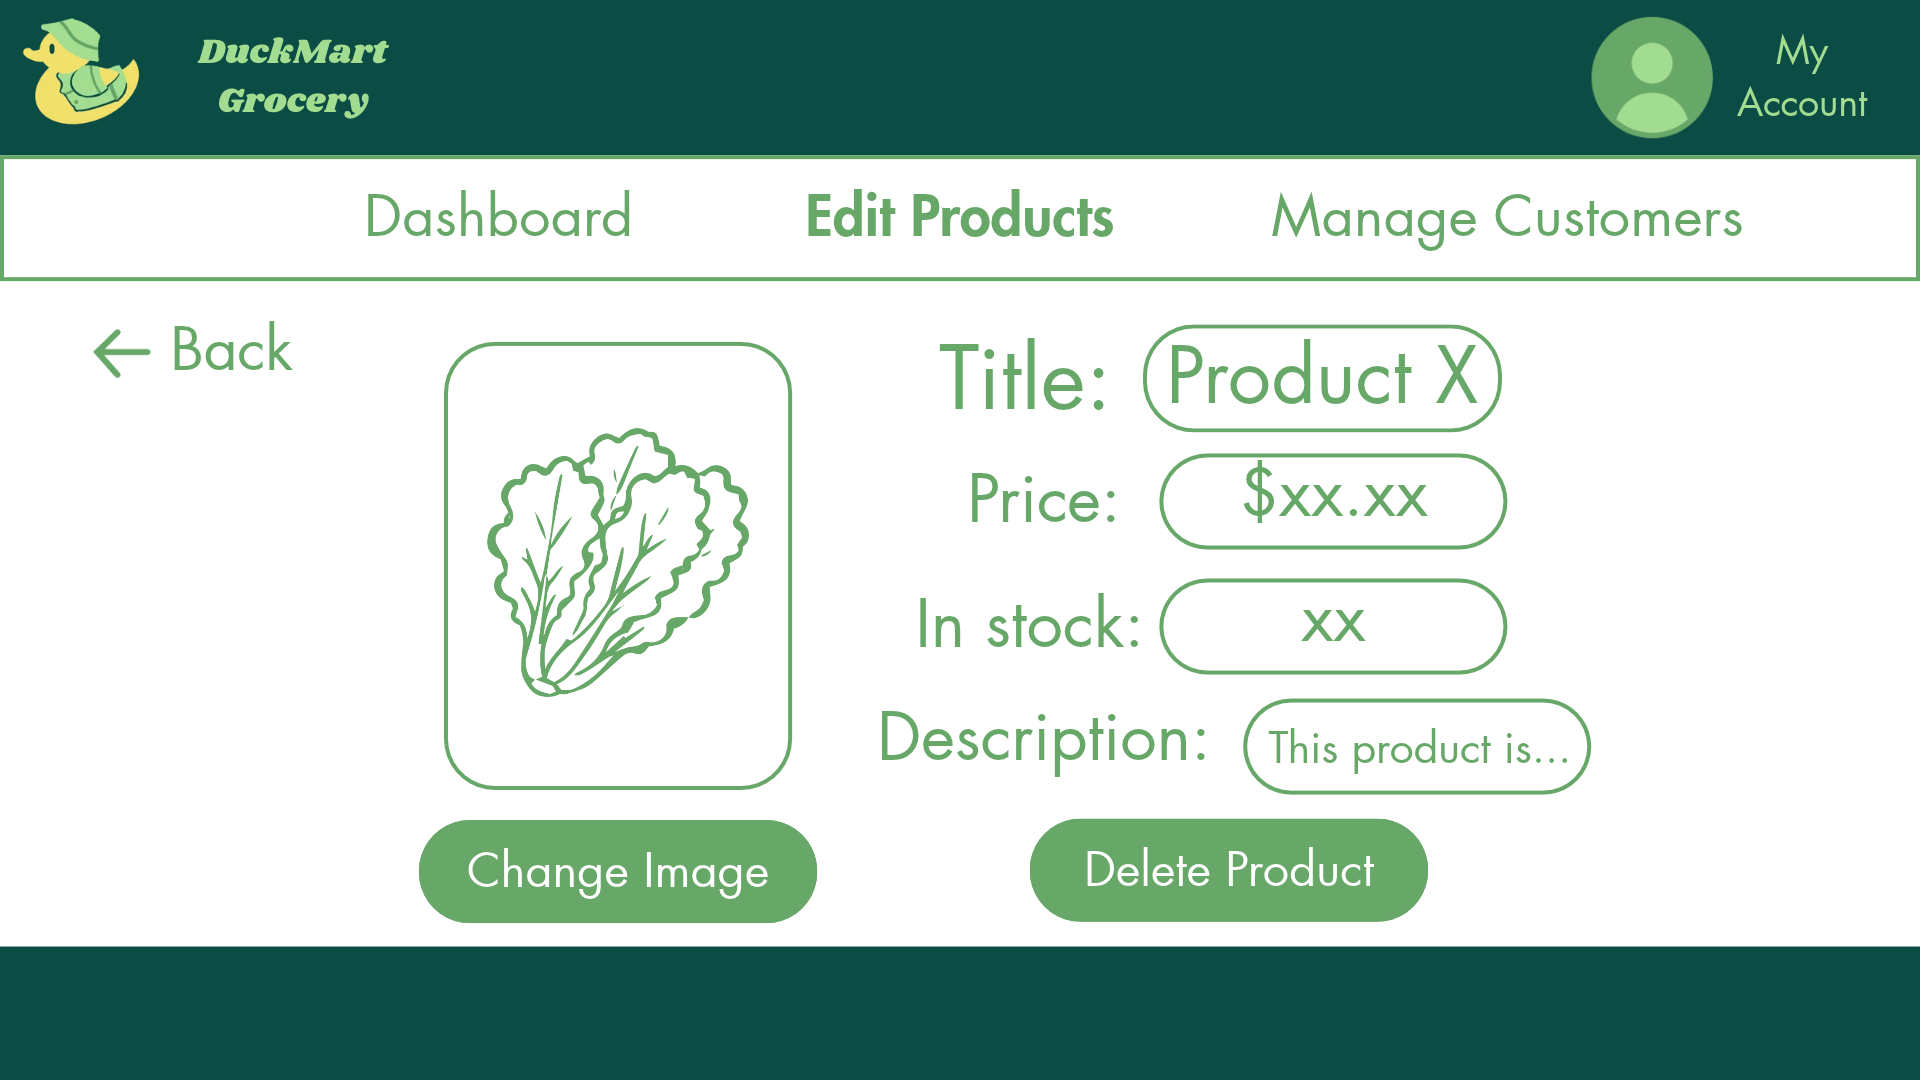 DuckMart
Grocery
My
Account
Dashboard
Edit Products
Manage Customers
Back
Title: Product X
Price: $xx.xx
In stock: xx
Description: This product is...
Change Image
Delete Product